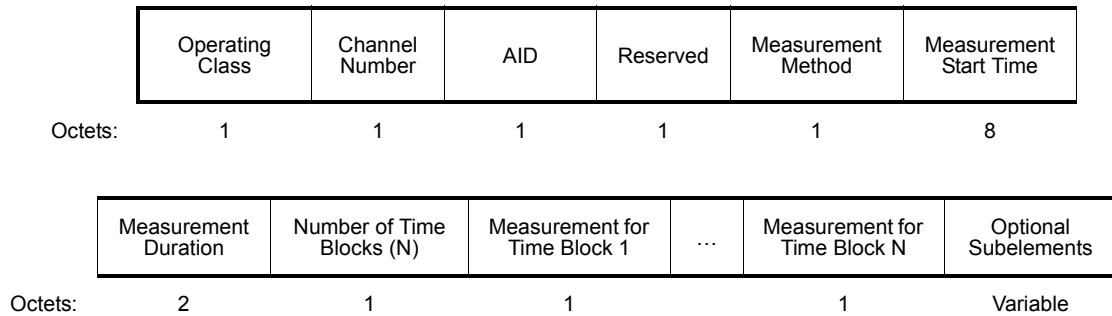 Operating Class
Channel Number
AID
Reserved
Measurement Method
Measurement Start Time
Octets: 1 1 1 1 1 8
Measurement Duration
Number of Time Blocks (N)
Measurement for Time Block 1
…
Measurement for Time Block N
Optional Subelements
Octets: 2 1 1 1 Variable